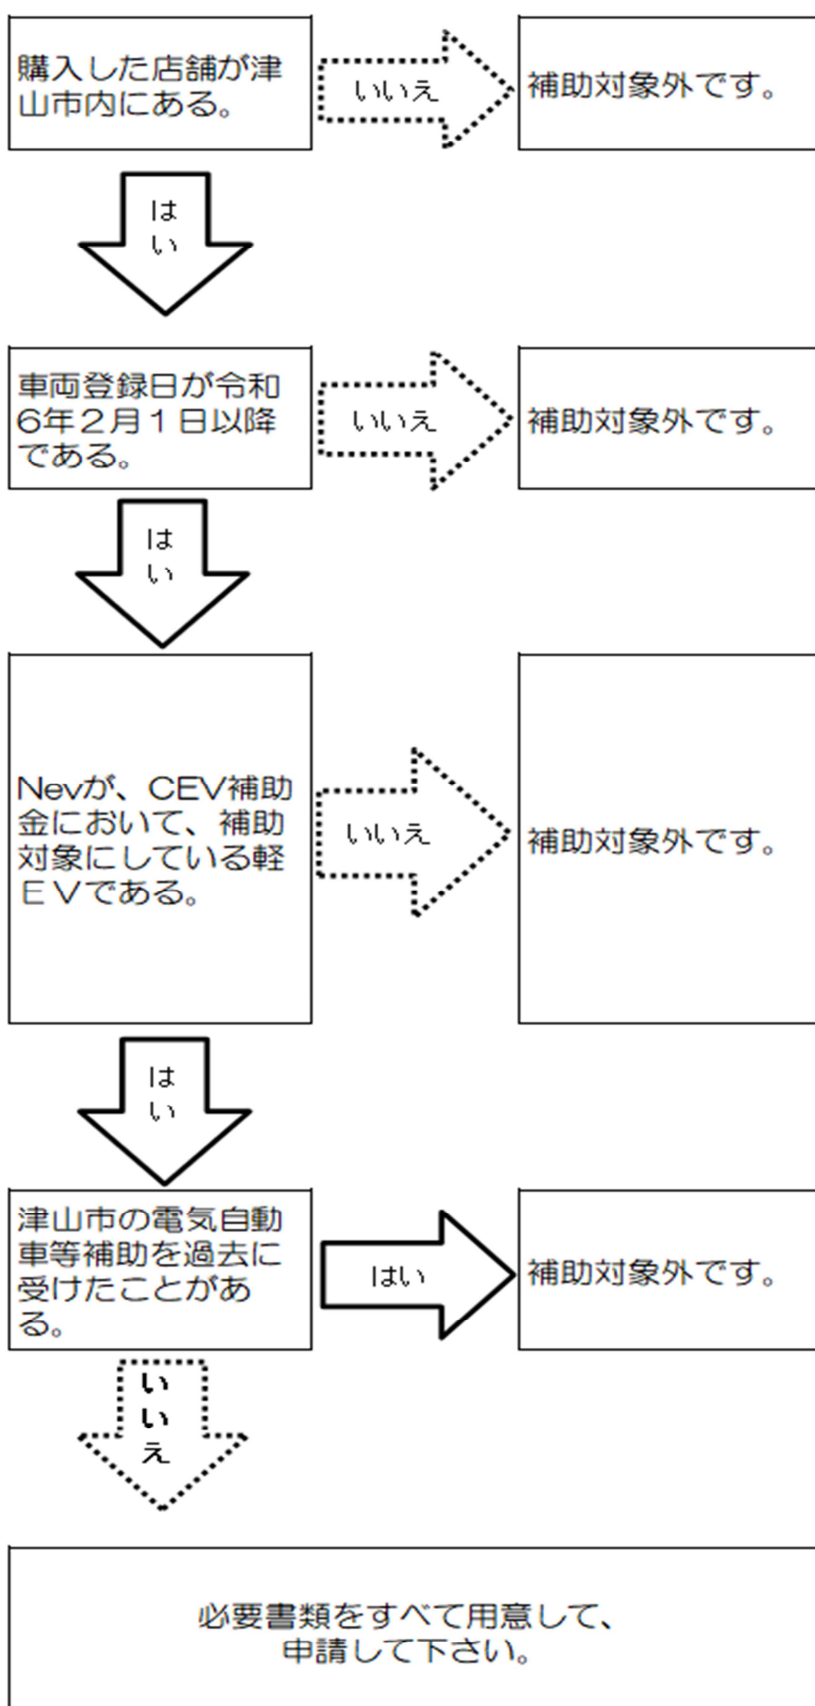 購入した店舗が津
山市内にある。
いいえ
補助対象外です。
は
い
車両登録日が令和
6年２月１日以降
である。
いいえ
補助対象外です。
は
い
Nevが、CEV補助
金において、補助
対象にしている軽
ＥＶである。
いいえ
補助対象外です。
は
い
津山市の電気自動
車等補助を過去に
受けたことがあ
る。
はい
補助対象外です。
い
い
え
必要書類をすべて用意して、
申請して下さい。